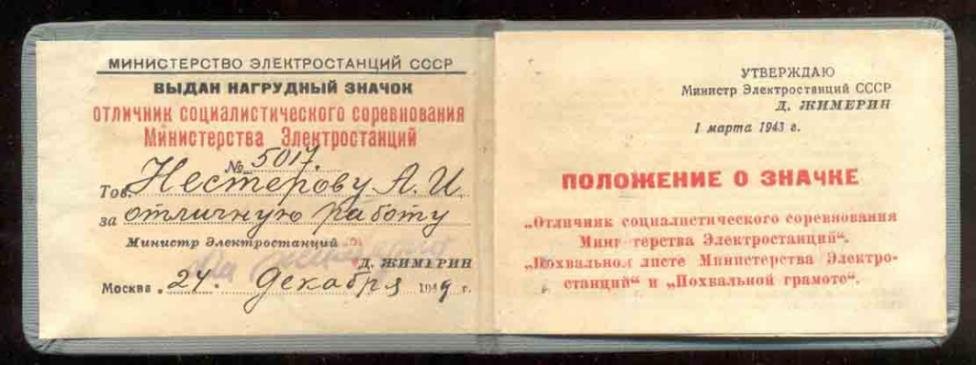 МИНИСТЕРСТВО ЭЛЕКТРОСТАНЦИЙ СССР
ВЫДАН НАГРУДНЫЙ ЗНАЧОК
ОТЛИЧНИК СОЦИАЛИСТИЧЕСКОГО СОРЕВНОВАНИЯ
Министерства Электростанций
№ 5017.
Тов. Нестерову А. И.
за отличную работу
Министр Электростанций
Д. ЖИМЕРИН
Москва „24. декабря 1949 г.
УТВЕРЖДАЮ
Министр Электростанций СССР
Д. ЖИМЕРИН
1 марта 1943 г.
ПОЛОЖЕНИЕ О ЗНАЧКЕ
„Отличник социалистического соревнования
Мин терства Электростанций“.
„Похвальном листе Министерства Электро-
станций“ и „Похвальной грамоте“.